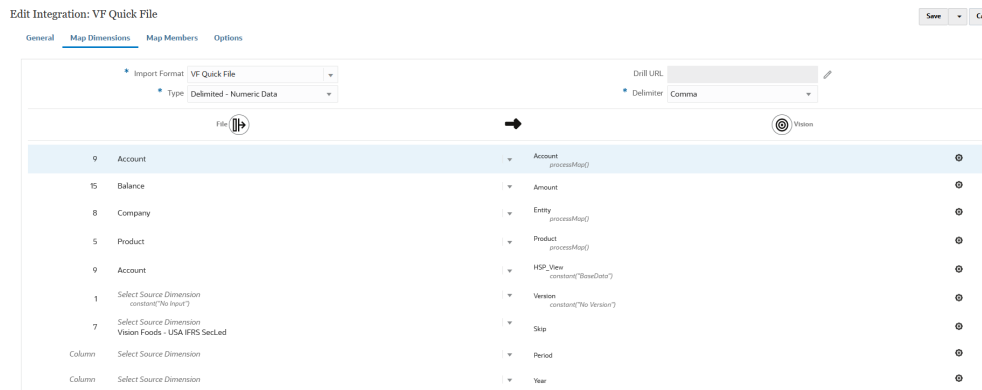 Edit Integration: VF Quick File
Save
General Map Dimensions Map Members Options
* Import Format VF Quick File Drill URL
* Type Delimited - Numeric Data * Delimiter Comma
File Vision
9 Account Account
processMap()
15 Balance Amount
8 Company Entity
processMap()
5 Product Product
processMap()
9 Account HSP_View
constant("BaseData")
1 Select Source Dimension Version
constant("No Input") constant("No Version")
7 Select Source Dimension Skip
Vision Foods - USA IFRS SecLed
Column Select Source Dimension Period
Column Select Source Dimension Year